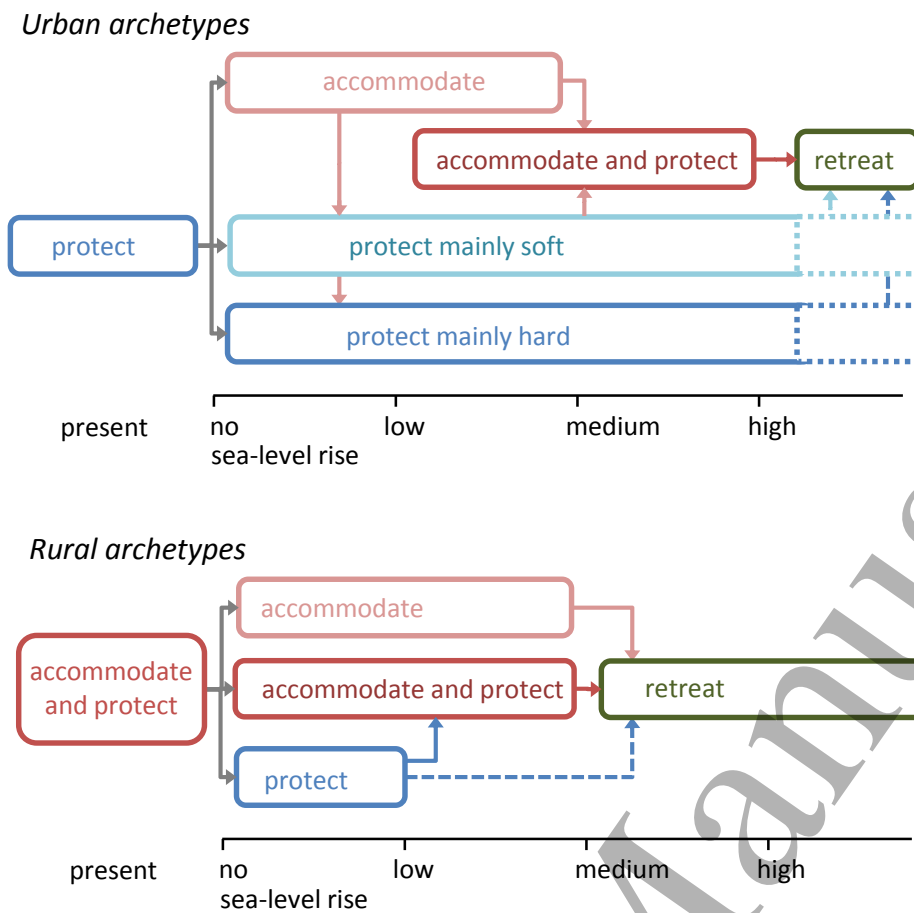 Urban archetypes
accommodate
accommodate and protect
retreat
protect
protect mainly soft
protect mainly hard
present
no
low
medium
high
sea-level rise
Rural archetypes
accommodate
accommodate
and protect
accommodate and protect
retreat
protect
present
no
low
medium
high
sea-level rise